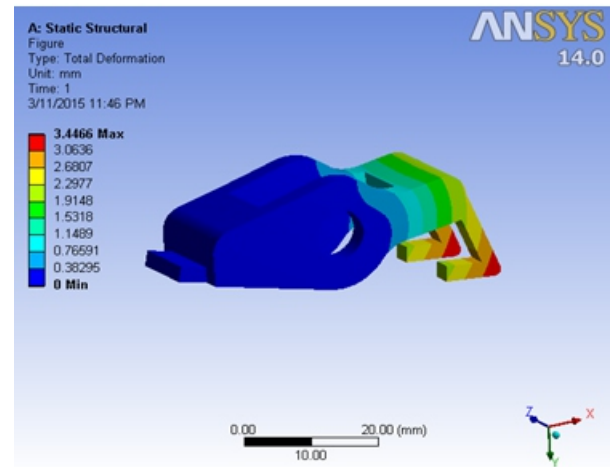 A: Static Structural
Figure
Type: Total Deformation
Unit: mm
Time: 1
3/11/2015 11:46 PM
ANSYS
14.0
3.4466 Max
3.0636
2.6807
2.2977
1.9148
1.5318
1.1489
0.76591
0.38295
0 Min
0.00 20.00 (mm)
10.00
Z X
Y